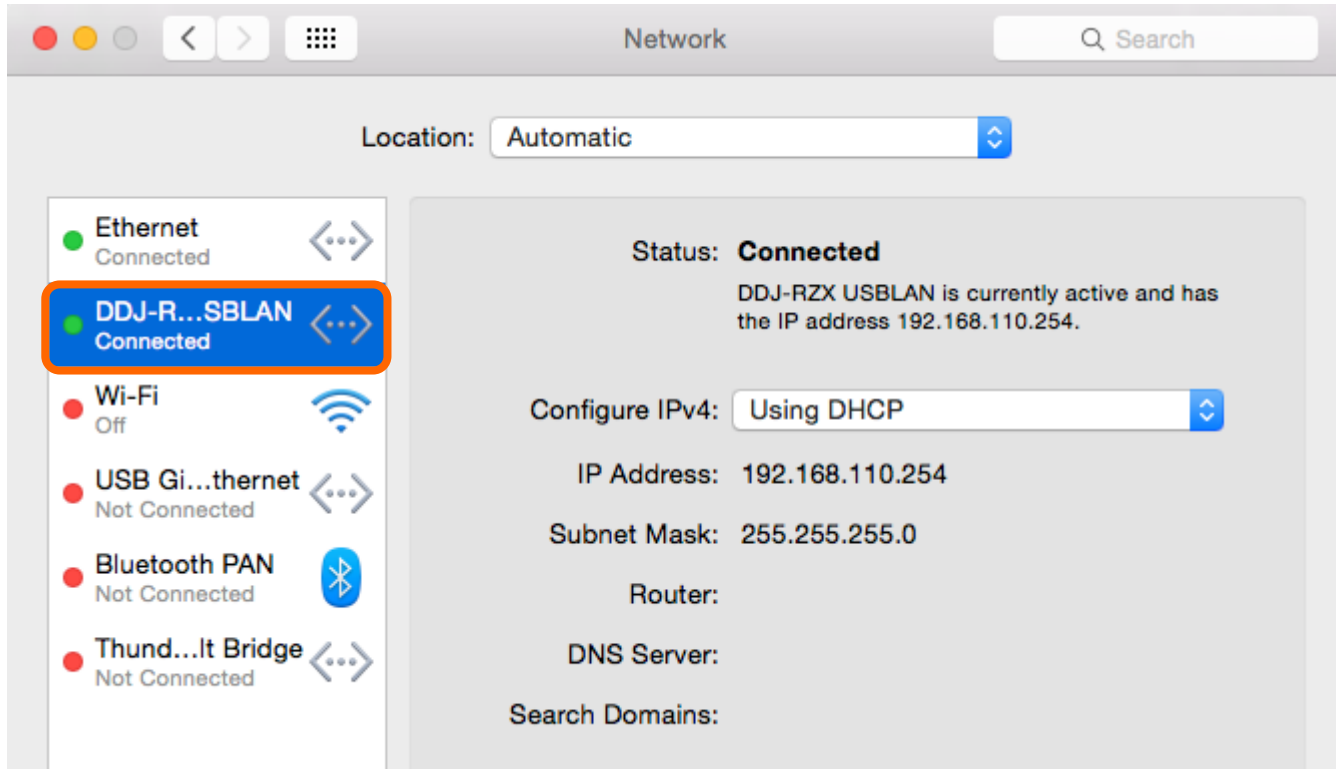 Network
Search
Location: Automatic
Ethernet
Connected
DDJ-R...SBLAN
Connected
Wi-Fi
Off
USB Gi...thernet
Not Connected
Bluetooth PAN
Not Connected
Thund...lt Bridge
Not Connected
Status: Connected
DDJ-RZX USBLAN is currently active and has
the IP address 192.168.110.254.
Configure IPv4: Using DHCP
IP Address: 192.168.110.254
Subnet Mask: 255.255.255.0
Router:
DNS Server:
Search Domains: